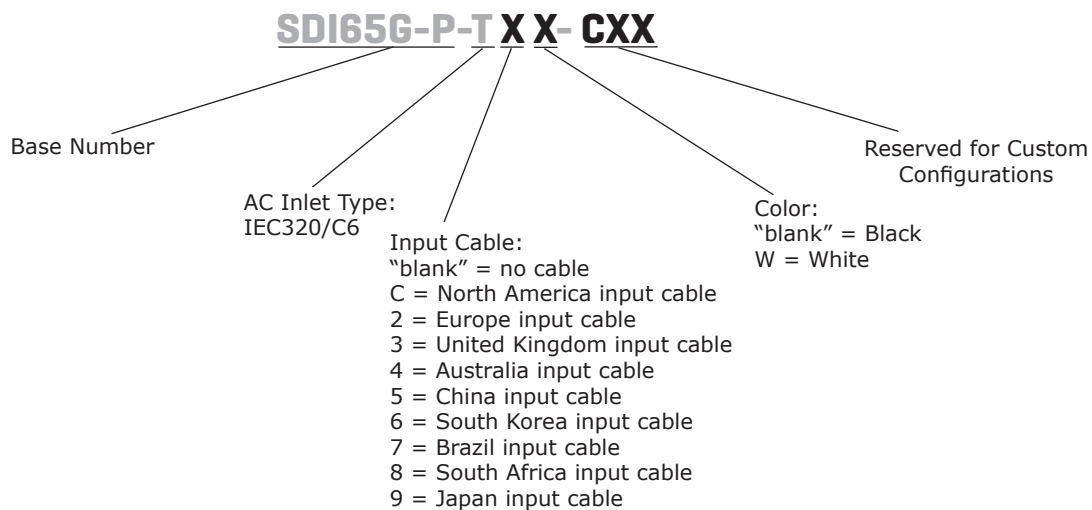 SDI65G-P-T X X- CXX
Base Number
AC Inlet Type:
IEC320/C6
Input Cable:
“blank” = no cable
C = North America input cable
2 = Europe input cable
3 = United Kingdom input cable
4 = Australia input cable
5 = China input cable
6 = South Korea input cable
7 = Brazil input cable
8 = South Africa input cable
9 = Japan input cable
Color:
“blank” = Black
W = White
Reserved for Custom
Configurations